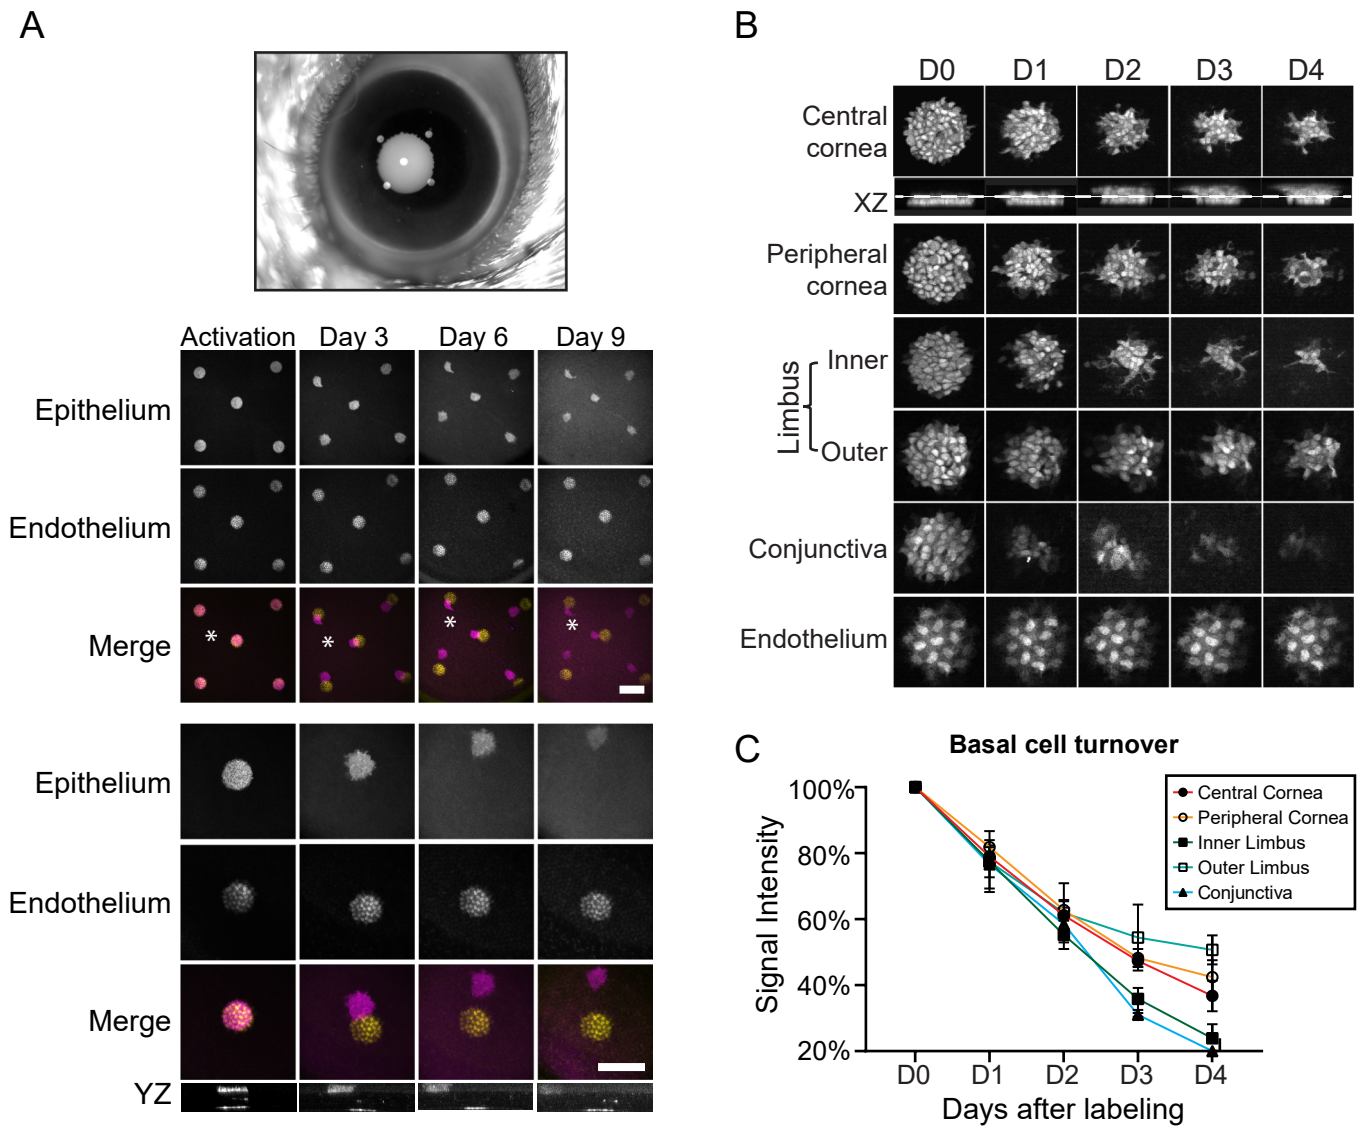 A
Activation Day 3 Day 6 Day 9
Epithelium
Endothelium
Merge
*
*
*
*
Epithelium
Endothelium
Merge
YZ
B
D0 D1 D2 D3 D4
Central
cornea
XZ
Peripheral
cornea
Limbus
Inner
Outer
Conjunctiva
Endothelium
C
Basal cell turnover
Signal Intensity
100%
80%
60%
40%
20%
Central Cornea
Peripheral Cornea
Inner Limbus
Outer Limbus
Conjunctiva
D0 D1 D2 D3 D4
Days after labeling